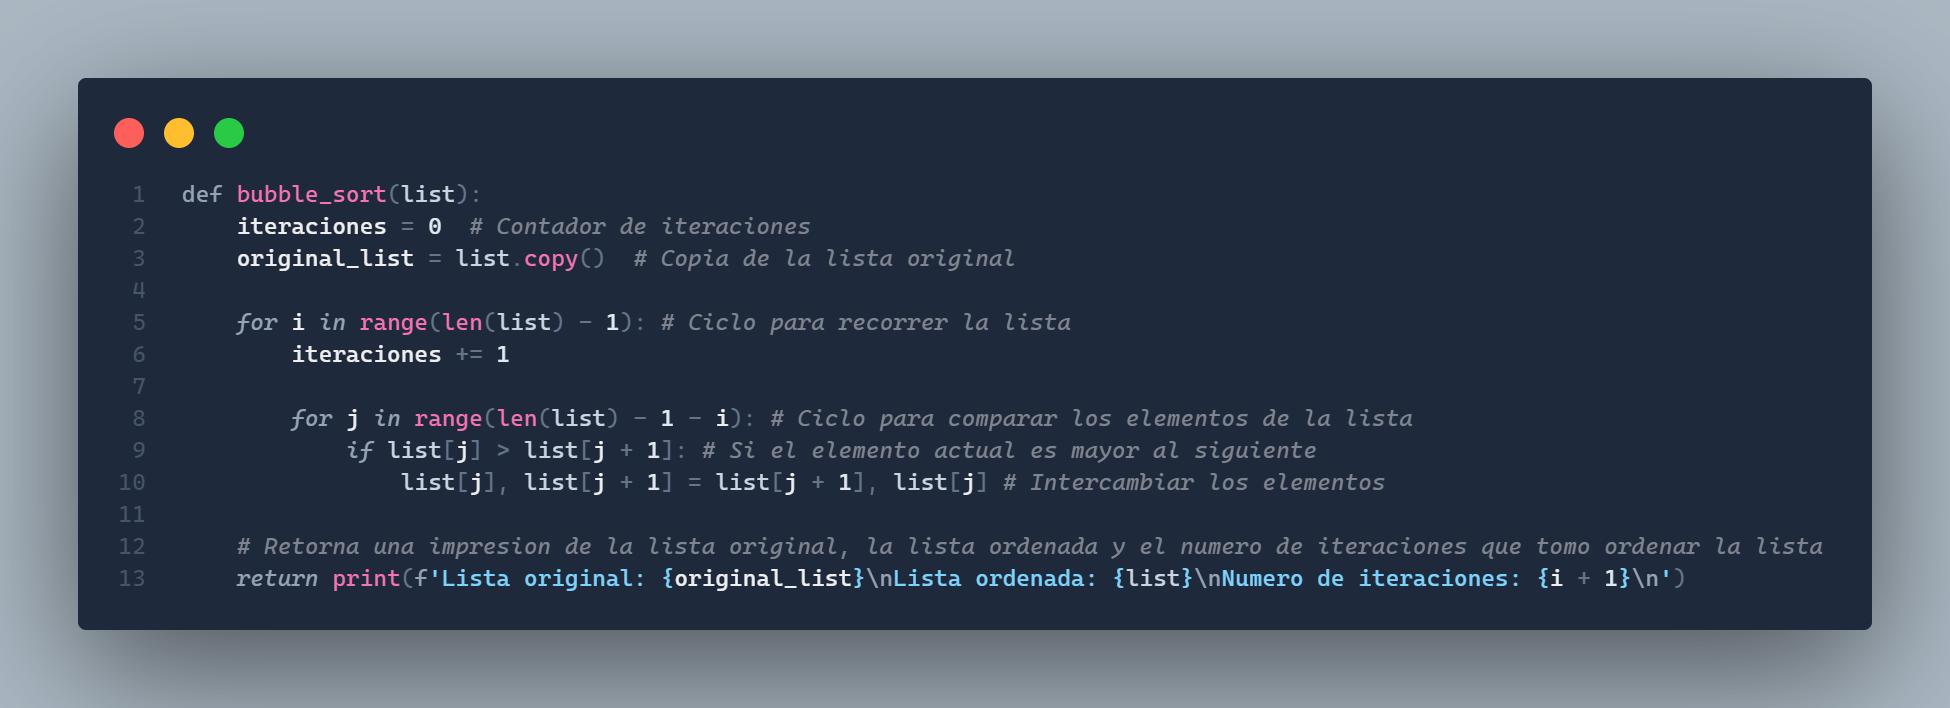 1 def bubble_sort(list):
2     iteraciones = 0  # Contador de iteraciones
3     original_list = list.copy()  # Copia de la lista original
4
5     for i in range(len(list) - 1): # Ciclo para recorrer la lista
6         iteraciones += 1
7
8         for j in range(len(list) - 1 - i): # Ciclo para comparar los elementos de la lista
9             if list[j] > list[j + 1]: # Si el elemento actual es mayor al siguiente
10                 list[j], list[j + 1] = list[j + 1], list[j] # Intercambiar los elementos
11
12     # Retorna una impresion de la lista original, la lista ordenada y el numero de iteraciones que tomo ordenar la lista
13     return print(f'Lista original: {original_list}\nLista ordenada: {list}\nNumero de iteraciones: {i + 1}\n')